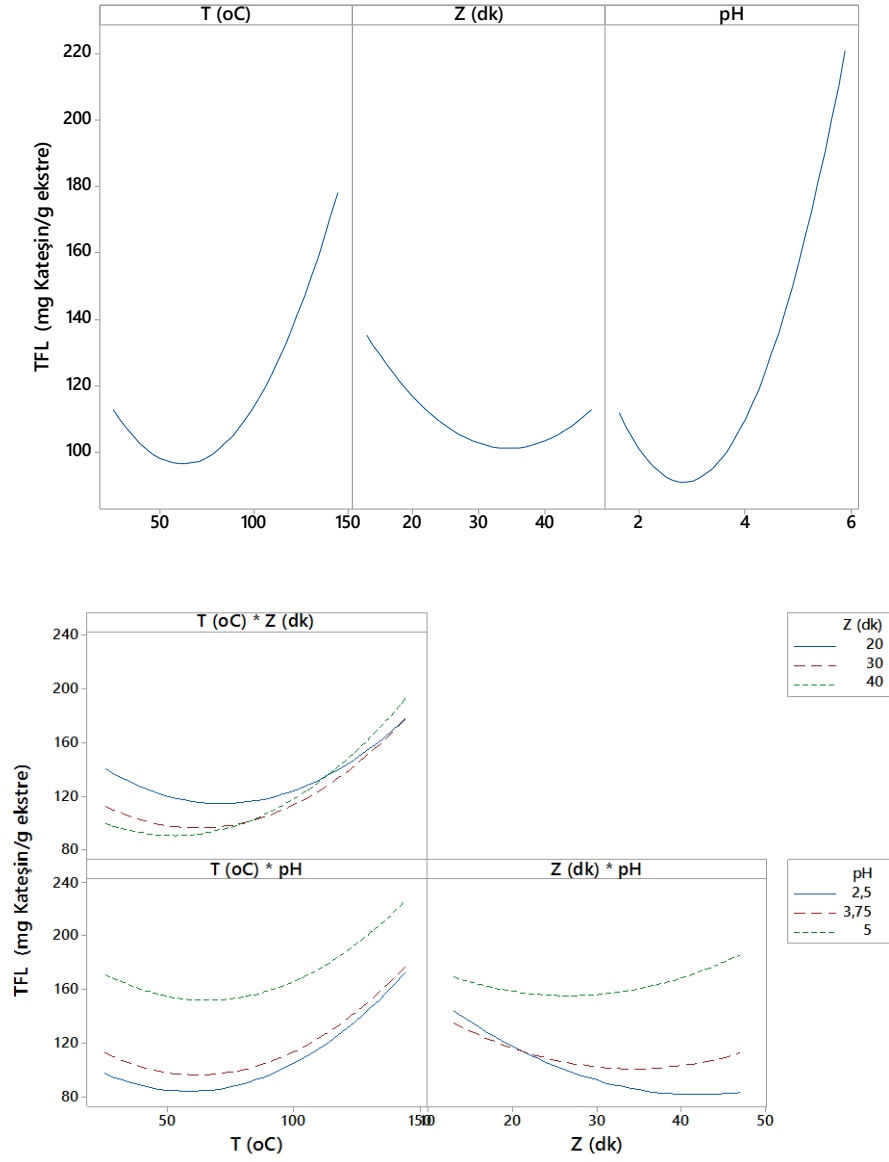 T (oC) Z (dk) pH
TFL (mg Kateşin/g ekstre)
220
200
180
160
140
120
100
50 100 150 20 30 40 2 4 6
T (oC) * Z (dk)
Z (dk)
20
30
40
240
200
160
120
80
TFL (mg Kateşin/g ekstre)
T (oC) * pH Z (dk) * pH
pH
2,5
3,75
5
240
200
160
120
80
50 100 150 10 20 30 40 50
T (oC) Z (dk)